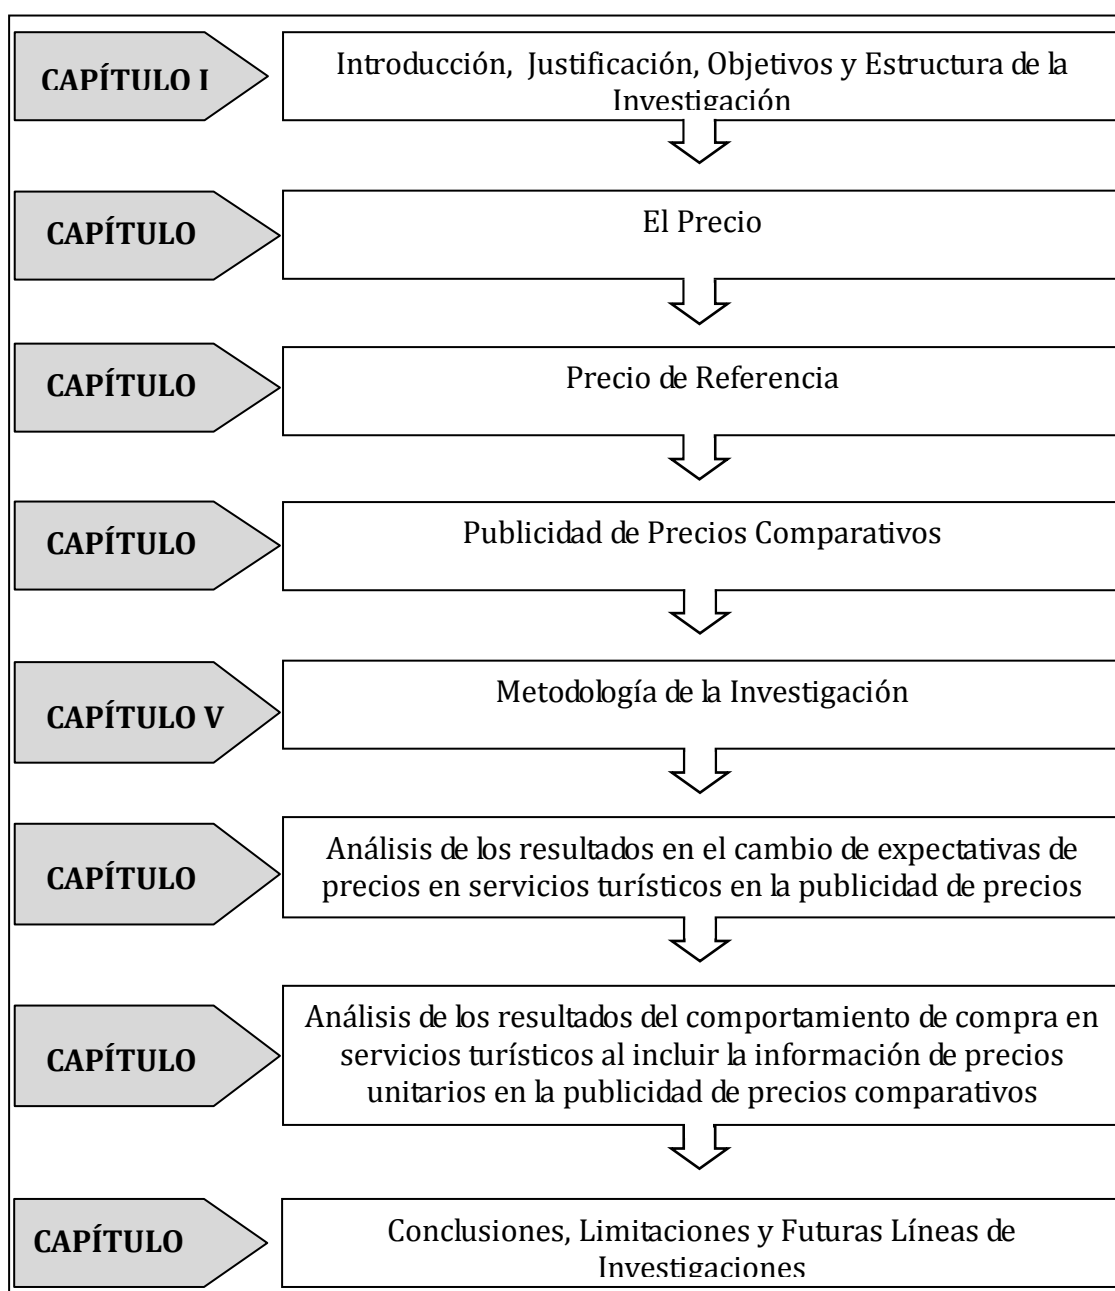 CAPÍTULO I
Introducción, Justificación, Objetivos y Estructura de la
Investigación
CAPÍTULO
El Precio
CAPÍTULO
Precio de Referencia
CAPÍTULO
Publicidad de Precios Comparativos
CAPÍTULO V
Metodología de la Investigación
CAPÍTULO
Análisis de los resultados en el cambio de expectativas de
precios en servicios turísticos en la publicidad de precios
CAPÍTULO
Análisis de los resultados del comportamiento de compra en
servicios turísticos al incluir la información de precios
unitarios en la publicidad de precios comparativos
CAPÍTULO
Conclusiones, Limitaciones y Futuras Líneas de
Investigaciones